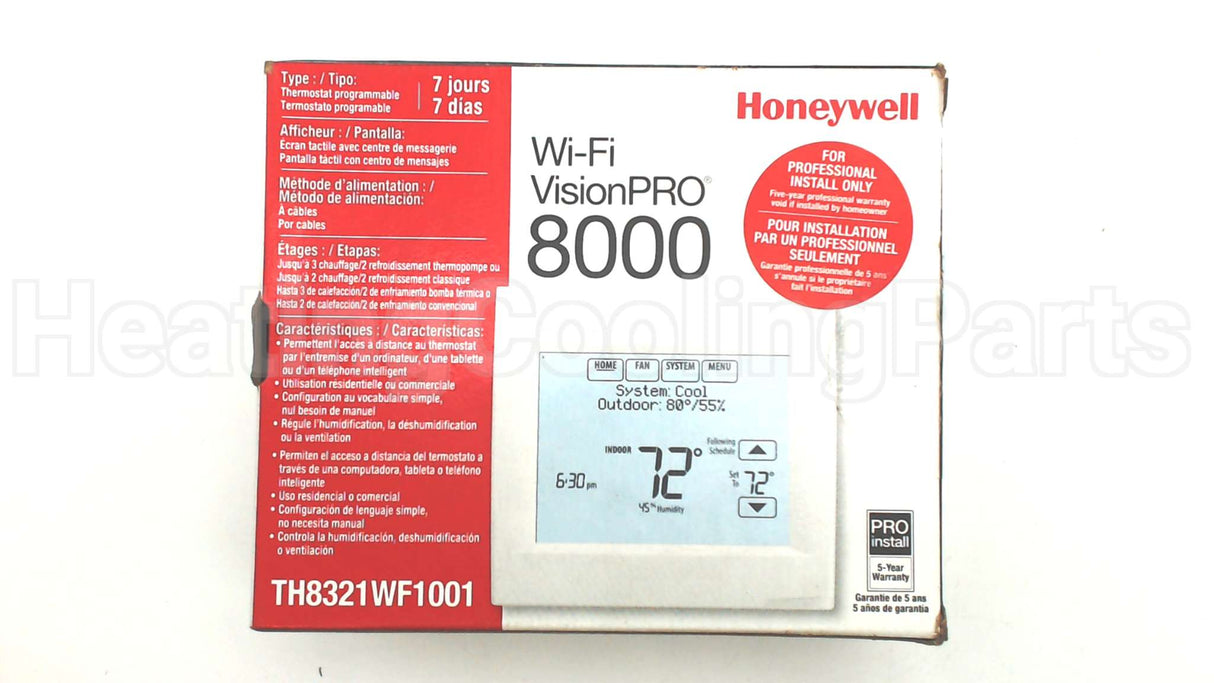 Type : / Tipo:
Thermostat programmable
Termostato programable
7 jours
7 días
Afficheur : / Pantalla:
Écran tactile avec centre de messagerie
Pantalla táctil con centro de mensajes
Méthode d'alimentation : /
Método de alimentación:
À câbles
Por cables
Étages : / Etapas:
Jusqu'à 3 chauffage/2 refroidissement thermopompe ou
Jusqu'à 2 chauffage/2 refroidissement classique
Hasta 3 de calefacción/2 de enfriamiento bomba térmica o
Hasta 2 de calefacción/2 de enfriamiento convencional
Caractéristiques : / Características:
• Permettent l'accès à distance au thermostat
par l'entremise d'un ordinateur, d'une tablette
ou d'un téléphone intelligent
• Utilisation résidentielle ou commerciale
• Configuration au vocabulaire simple,
nul besoin de manuel
• Régule l'humidification, la déshumidification
ou la ventilation
• Permiten el acceso a distancia del termostato a
través de una computadora, tableta o teléfono
inteligente
• Uso residencial o comercial
• Configuración de lenguaje simple,
no necesita manual
• Controla la humidificación, deshumidificación
o ventilación
TH8321WF1001
Honeywell
Wi-Fi
VisionPRO®
8000
FOR
PROFESSIONAL
INSTALL ONLY
Five-year professional warranty
void if installed by homeowner
POUR INSTALLATION
PAR UN PROFESSIONNEL
SEULEMENT
Garantie professionnelle de 5 ans
s'annule si le propriétaire
fait l'installation
HOME FAN SYSTEM MENU
System: Cool
Outdoor: 80°/55%
INDOOR 72°
Following
Schedule
6:30 pm
Set
To 72°
45% Humidity
PRO
install
5-Year
Warranty
Garantie de 5 ans
5 años de garantía
HeatingCoolingParts